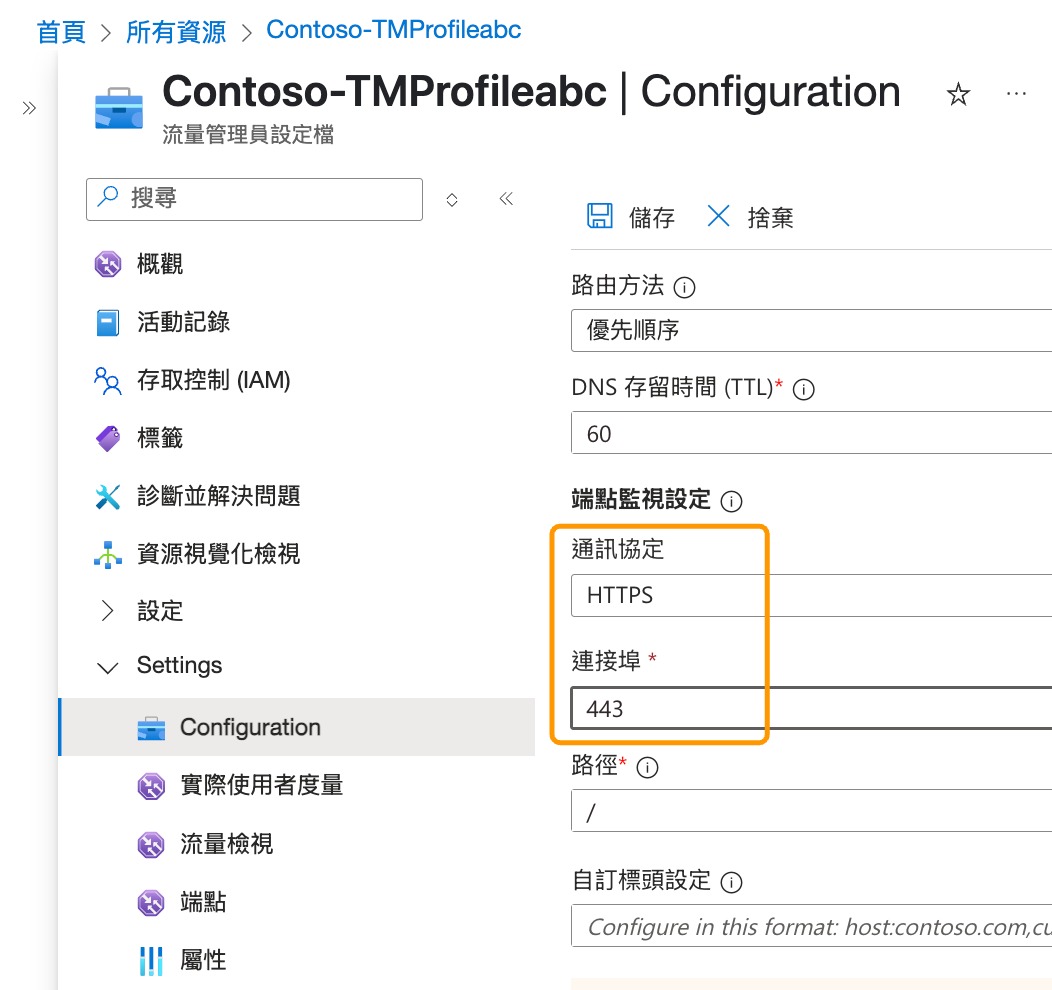 首頁 > 所有資源 > Contoso-TMProfileabc
Contoso-TMProfileabc | Configuration
流量管理員設定檔
搜尋
概觀
活動記錄
存取控制 (IAM)
標籤
診斷並解決問題
資源視覺化檢視
設定
Settings
Configuration
實際使用者度量
流量檢視
端點
屬性
儲存 捨棄
路由方法
優先順序
DNS 存留時間 (TTL)*
60
端點監視設定
通訊協定
HTTPS
連接埠 *
443
路徑*
/
自訂標頭設定
Configure in this format: host:contoso.com,cu